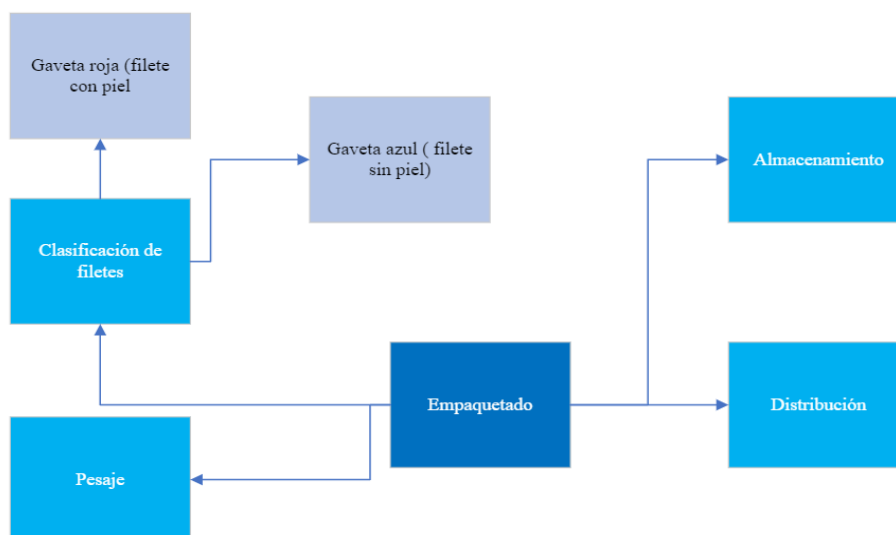 Gaveta roja (filete
con piel
Gaveta azul ( filete
sin piel)
Almacenamiento
Clasificación de
filetes
Empaquetado
Distribución
Pesaje